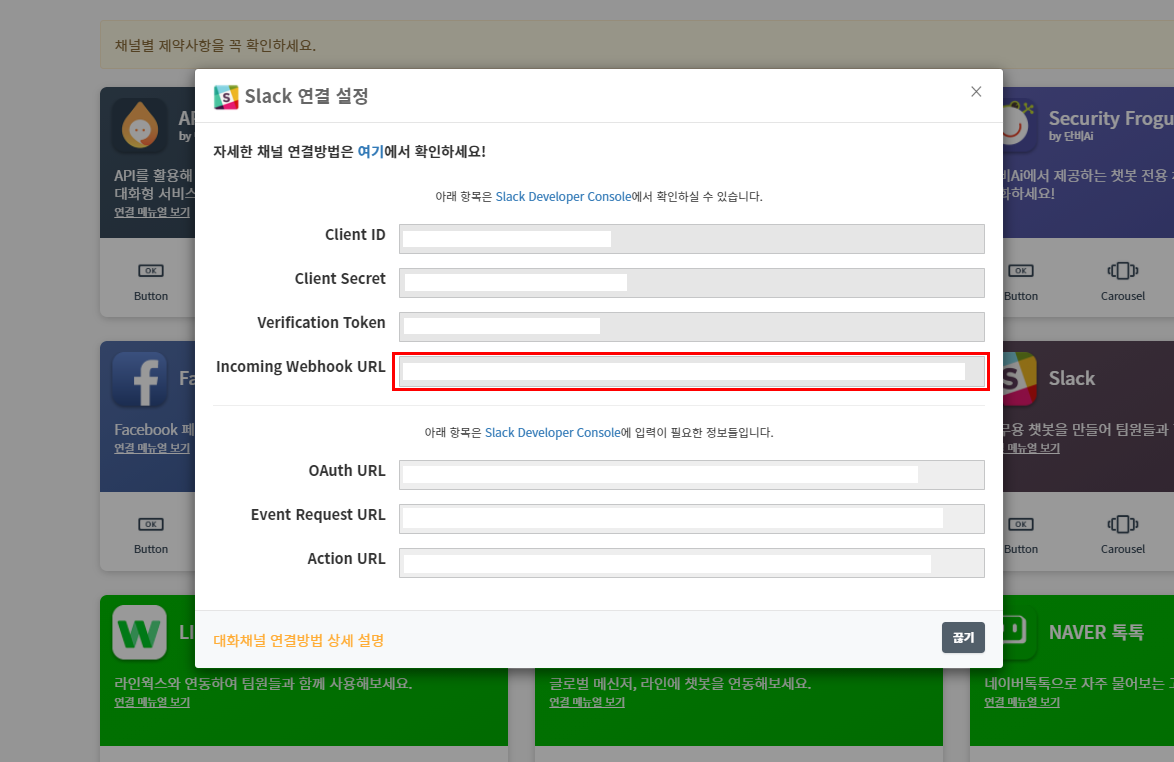 채널별 제약사항을 꼭 확인하세요.
Slack 연결 설정
자세한 채널 연결방법은 여기에서 확인하세요!
아래 항목은 Slack Developer Console에서 확인하실 수 있습니다.
Client ID
Client Secret
Verification Token
Incoming Webhook URL
아래 항목은 Slack Developer Console에 입력이 필요한 정보들입니다.
OAuth URL
Event Request URL
Action URL
대화채널 연결방법 상세 설명
끊기
by
API를 활용해
대화형 서비스
연결 메뉴얼 보기
OK
Button
Security Frogu
by 단비Ai
에서 제공하는 챗봇 전용
하세요!
OK
Button
Carousel
Facebook 페
연결 메뉴얼 보기
OK
Button
Slack
챗봇을 만들어 팀원들과
메뉴얼 보기
OK
Button
Carousel
라인웍스와 연동하여 팀원들과 함께 사용해보세요.
연결 메뉴얼 보기
글로벌 메신저, 라인에 챗봇을 연동해보세요.
연결 메뉴얼 보기
NAVER 톡톡
네이버톡톡으로 자주 물어보는
연결 메뉴얼 보기